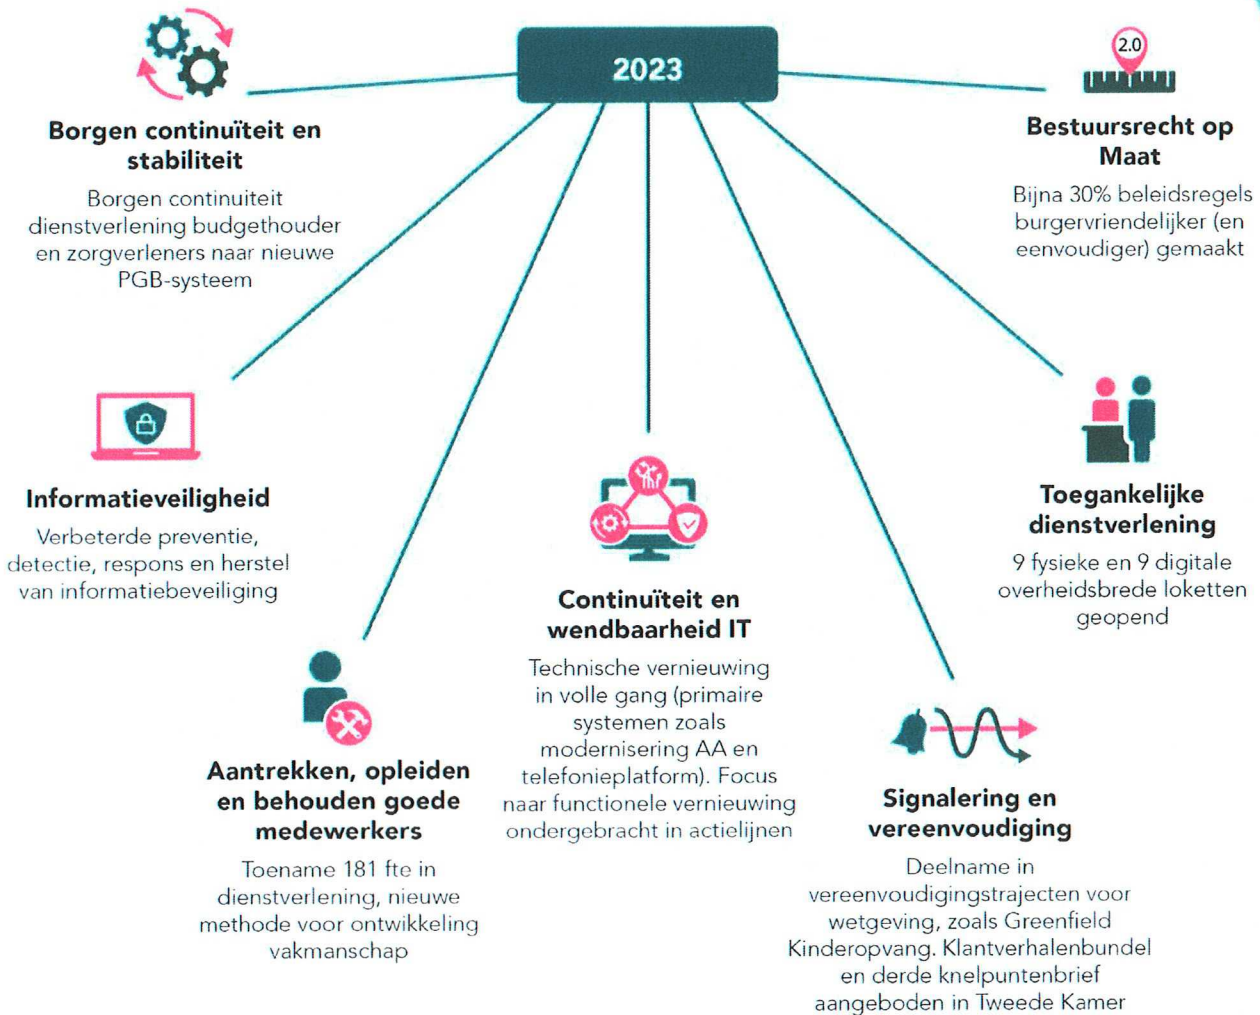 2023
Borgen continuïteit en
stabiliteit
Borgen continuiteit
dienstverlening budgethouder
en zorgverleners naar nieuwe
PGB-systeem
2.0
Bestuursrecht op
Maat
Bijna 30% beleidsregels
burgervriendelijker (en
eenvoudiger) gemaakt
Informatieveiligheid
Verbeterde preventie,
detectie, respons en herstel
van informatiebeveiliging
Toegankelijke
dienstverlening
9 fysieke en 9 digitale
overheidsbrede loketten
geopend
Aantrekken, opleiden
en behouden goede
medewerkers
Toename 181 fte in
dienstverlening, nieuwe
methode voor ontwikkeling
vakmanschap
Continuïteit en
wendbaarheid IT
Technische vernieuwing
in volle gang (primaire
systemen zoals
modernisering AA en
telefonieplatform). Focus
naar functionele vernieuwing
ondergebracht in actielijnen
Signalering en
vereenvoudiging
Deelname in
vereenvoudigingstrajecten voor
wetgeving, zoals Greenfield
Kinderopvang. Klantverhalenbundel
en derde knelpuntenbrief
aangeboden in Tweede Kamer